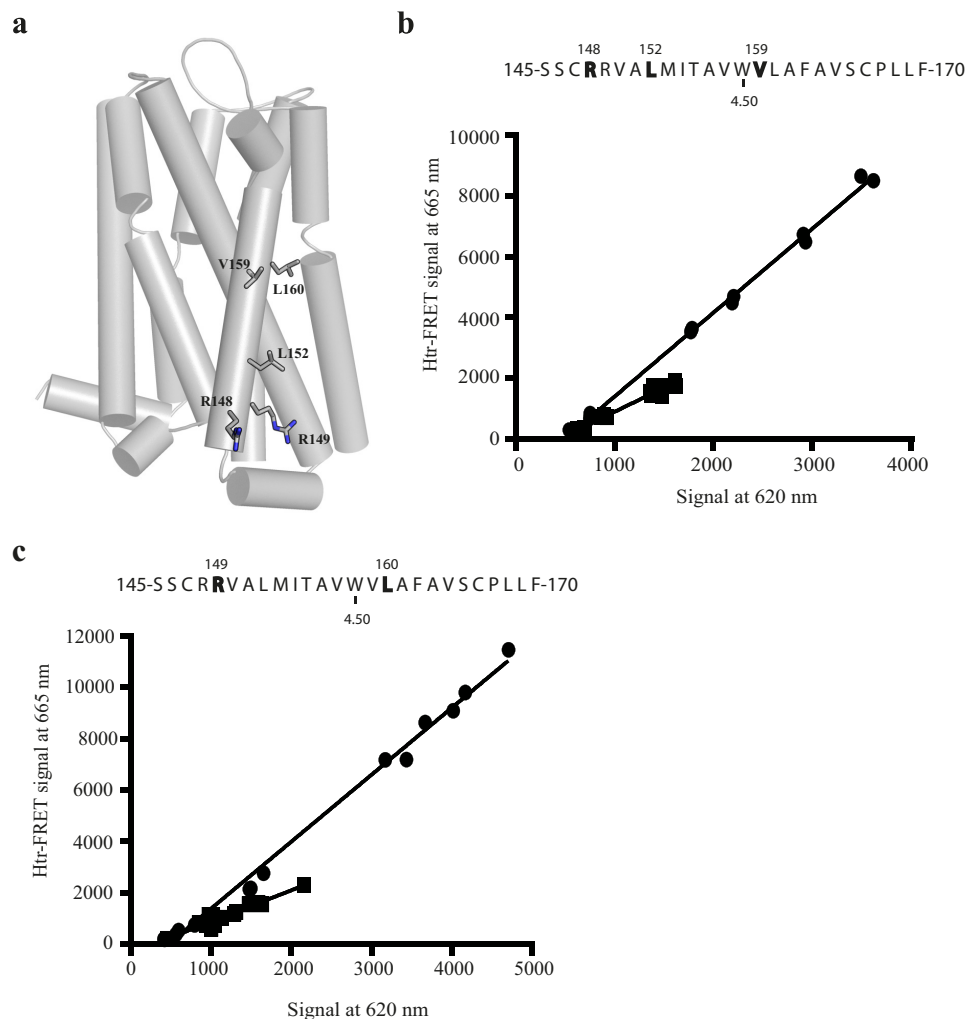 a
V159
L160
L152
R148
R149
b
148 152 159
145-SSCRRVALMITAVWVLAFAVSCPLLF-170
4.50
Htr-FRET signal at 665 nm
10000
8000
6000
4000
2000
0
0 1000 2000 3000 4000
Signal at 620 nm
c
149 160
145-SSCRRVALMITAVWVLAFAVSCPLLF-170
4.50
Htr-FRET signal at 665 nm
12000
10000
8000
6000
4000
2000
0
0 1000 2000 3000 4000 5000
Signal at 620 nm